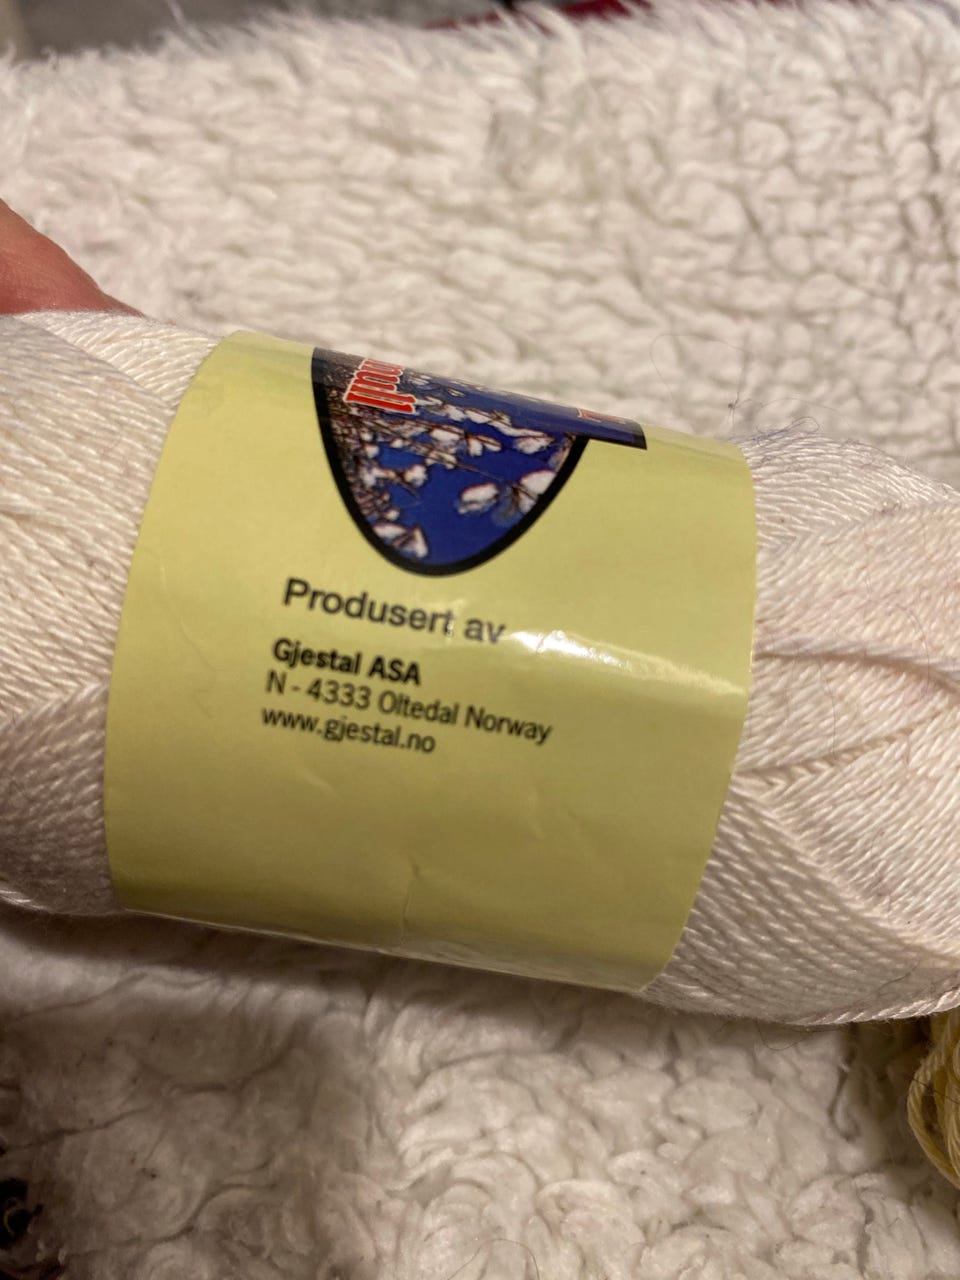 Produsert av
Gjestal ASA
N - 4333 Oltedal Norway
www.gjestal.no